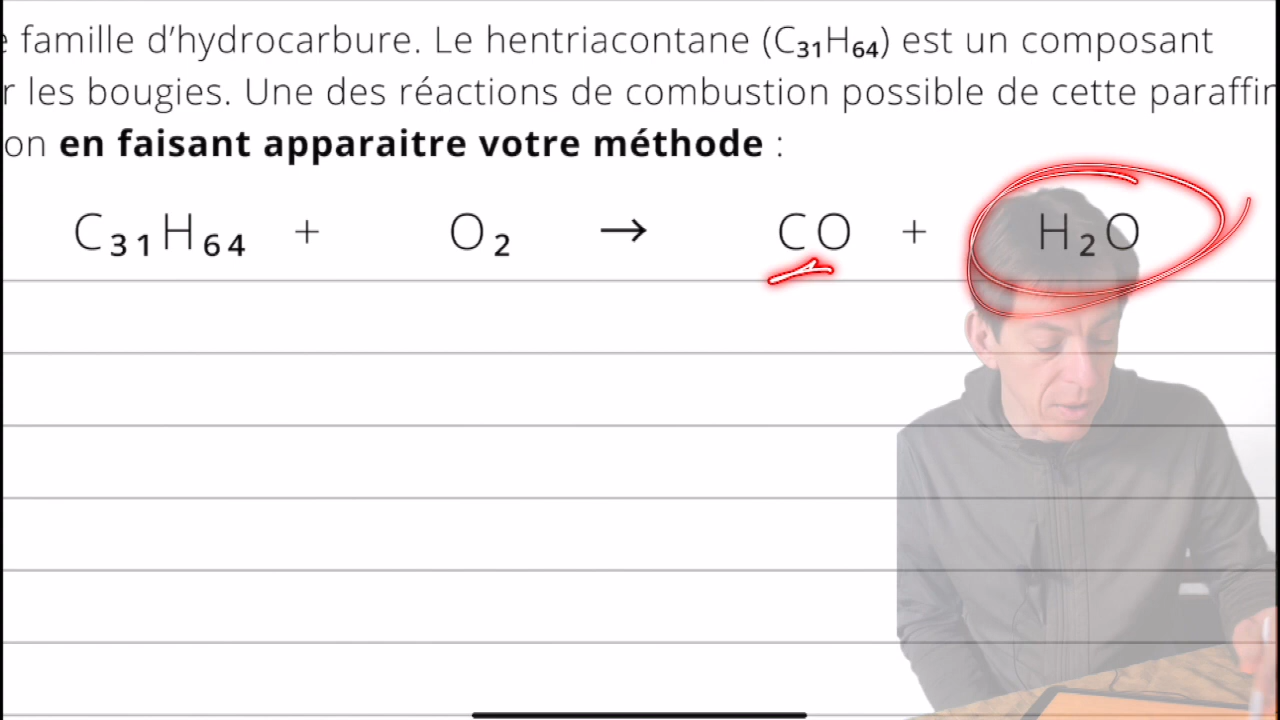 famille d’hydrocarbure. Le hentriacontane (C₃₁H₆₄) est un composant
r les bougies. Une des réactions de combustion possible de cette paraffin
on en faisant apparaitre votre méthode :
C₃₁H₆₄ + O₂ → CO + H₂O